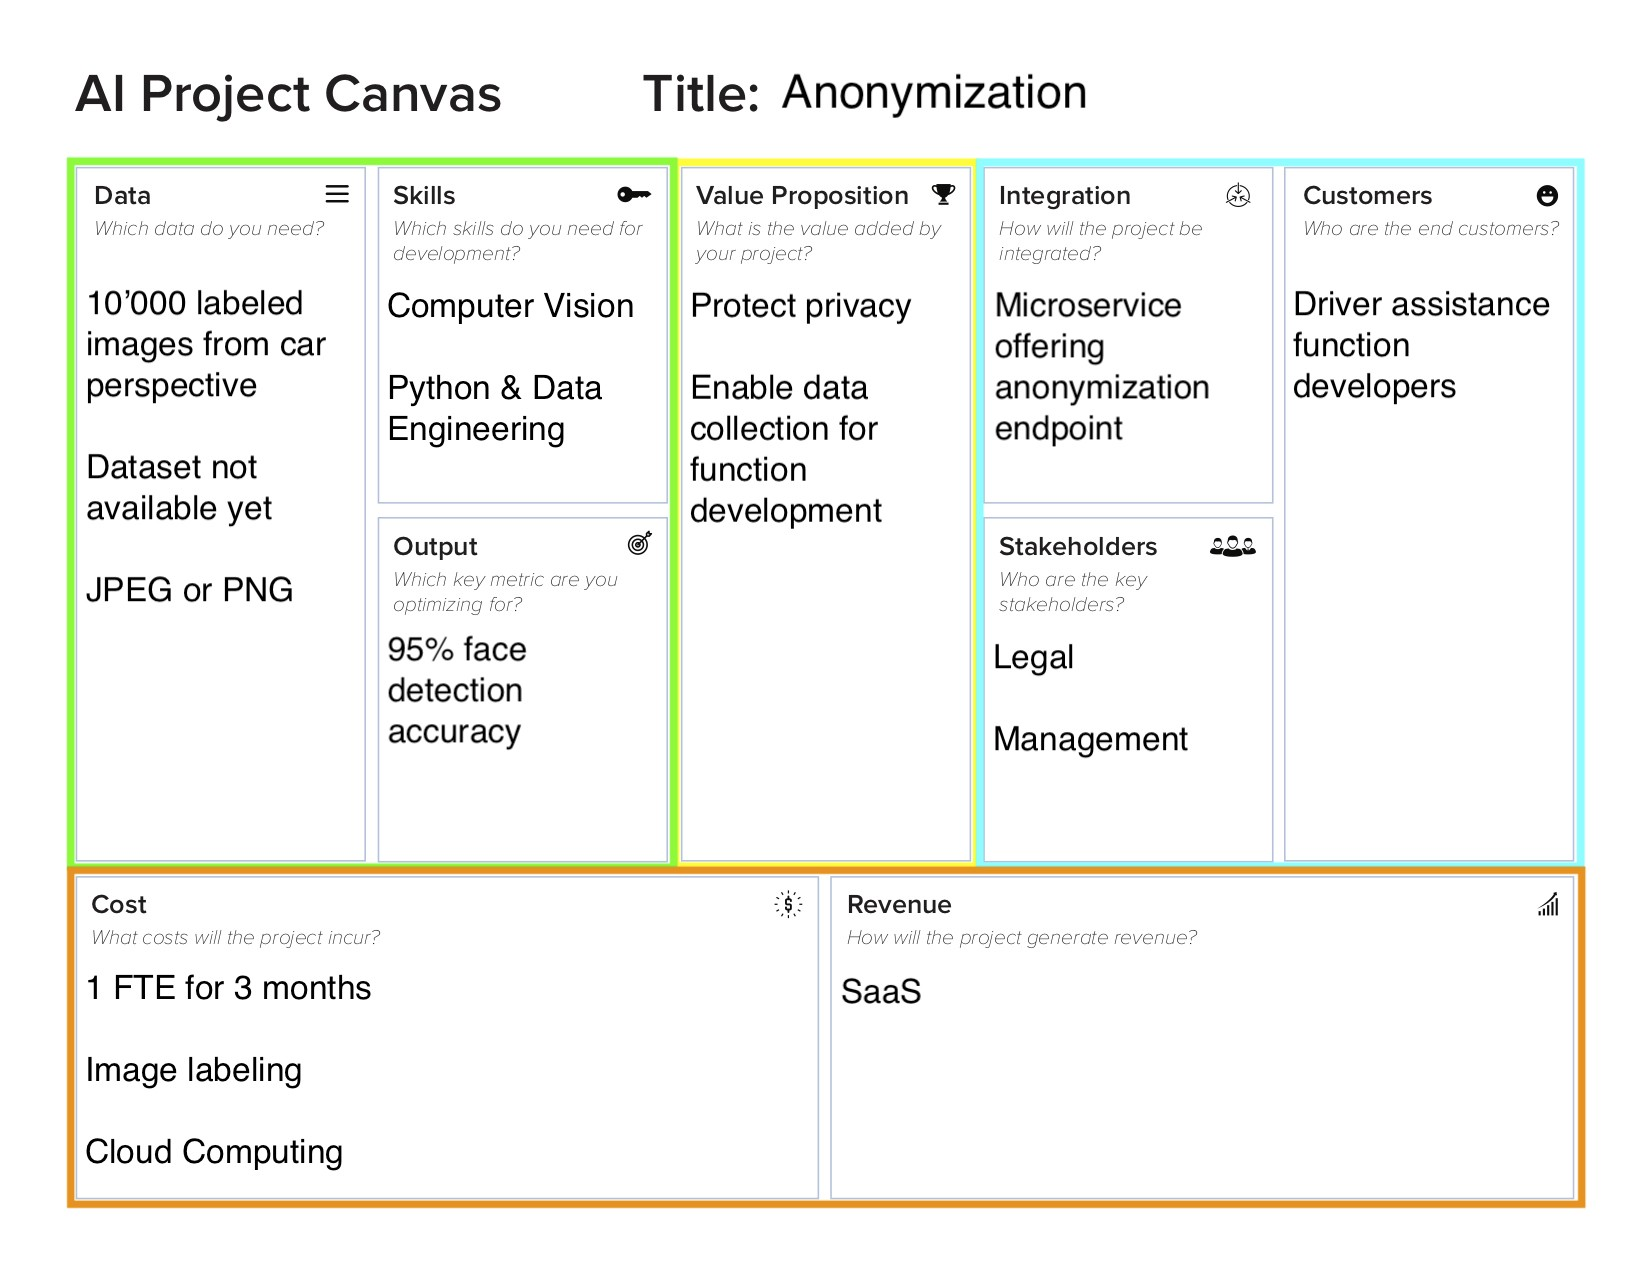 AI Project Canvas
Title: Anonymization
Data
Which data do you need?
10’000 labeled
images from car
perspective
Dataset not
available yet
JPEG or PNG
Skills
Which skills do you need for
development?
Computer Vision
Python & Data
Engineering
Output
Which key metric are you
optimizing for?
95% face
detection
accuracy
Value Proposition
What is the value added by
your project?
Protect privacy
Enable data
collection for
function
development
Integration
How will the project be
integrated?
Microservice
offering
anonymization
endpoint
Stakeholders
Who are the key
stakeholders?
Legal
Management
Customers
Who are the end customers?
Driver assistance
function
developers
Cost
What costs will the project incur?
1 FTE for 3 months
Image labeling
Cloud Computing
Revenue
How will the project generate revenue?
SaaS